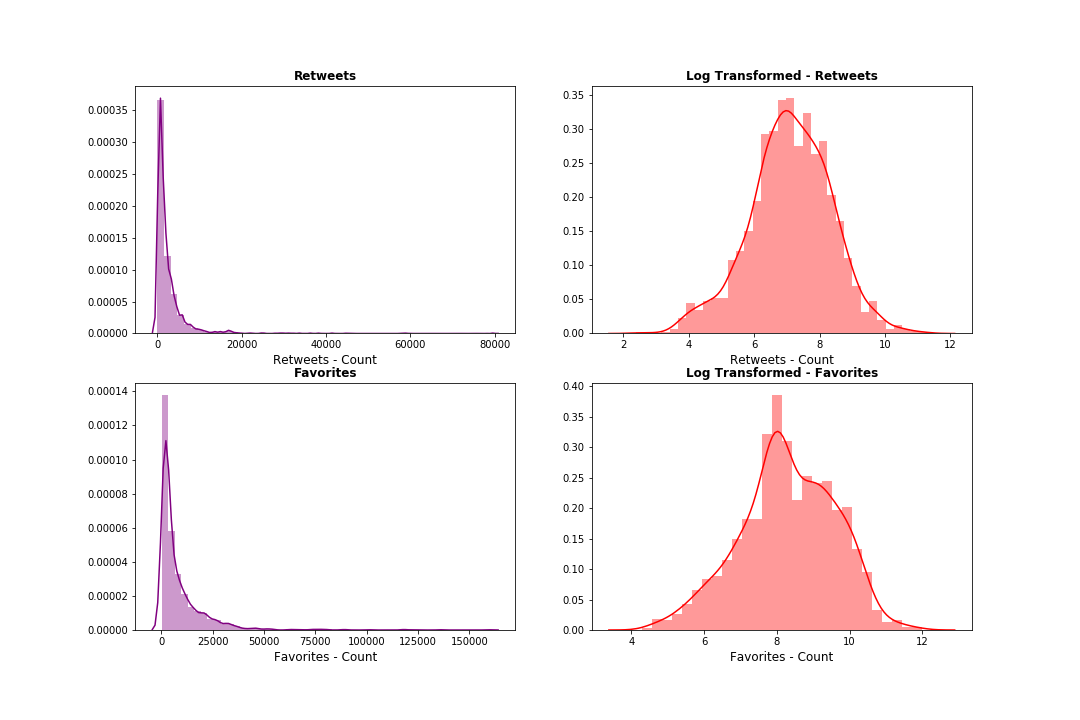 Retweets
0.00035
0.00030
0.00025
0.00020
0.00015
0.00010
0.00005
0.00000
0 20000 40000 60000 80000
Retweets - Count
Log Transformed - Retweets
0.35
0.30
0.25
0.20
0.15
0.10
0.05
0.00
2 4 6 8 10 12
Retweets - Count
Favorites
0.00014
0.00012
0.00010
0.00008
0.00006
0.00004
0.00002
0.00000
0 25000 50000 75000 100000 125000 150000
Favorites - Count
Log Transformed - Favorites
0.40
0.35
0.30
0.25
0.20
0.15
0.10
0.05
0.00
4 6 8 10 12
Favorites - Count